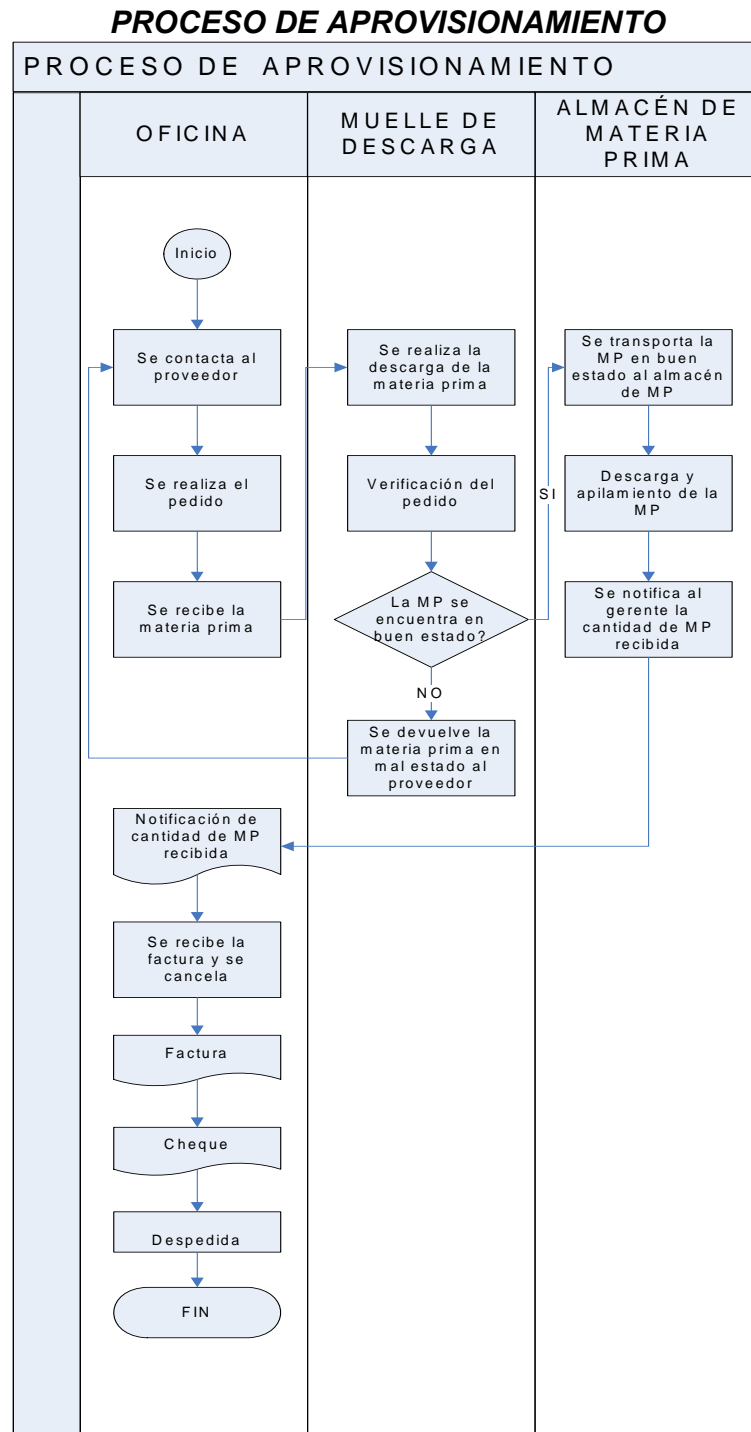 PROCESO DE APROVISIONAMIENTO
PROCESO DE APROVISIONAMIENTO
OFICINA
MUELLE DE
DESCARGA
ALMACÉN DE
MATERIA
PRIMA
Inicio
Se contacta al
proveedor
Se realiza el
pedido
Se recibe la
materia prima
Se realiza la
descarga de la
materia prima
Verificación del
pedido
La MP se
encuentra en
buen estado?
SI
NO
Se devuelve la
materia prima en
mal estado al
proveedor
Se transporta la
MP en buen
estado al almacén
de MP
Descarga y
apilamiento de la
MP
Se notifica al
gerente la
cantidad de MP
recibida
Notificación de
cantidad de MP
recibida
Se recibe la
factura y se
cancela
Factura
Cheque
Despedida
FIN